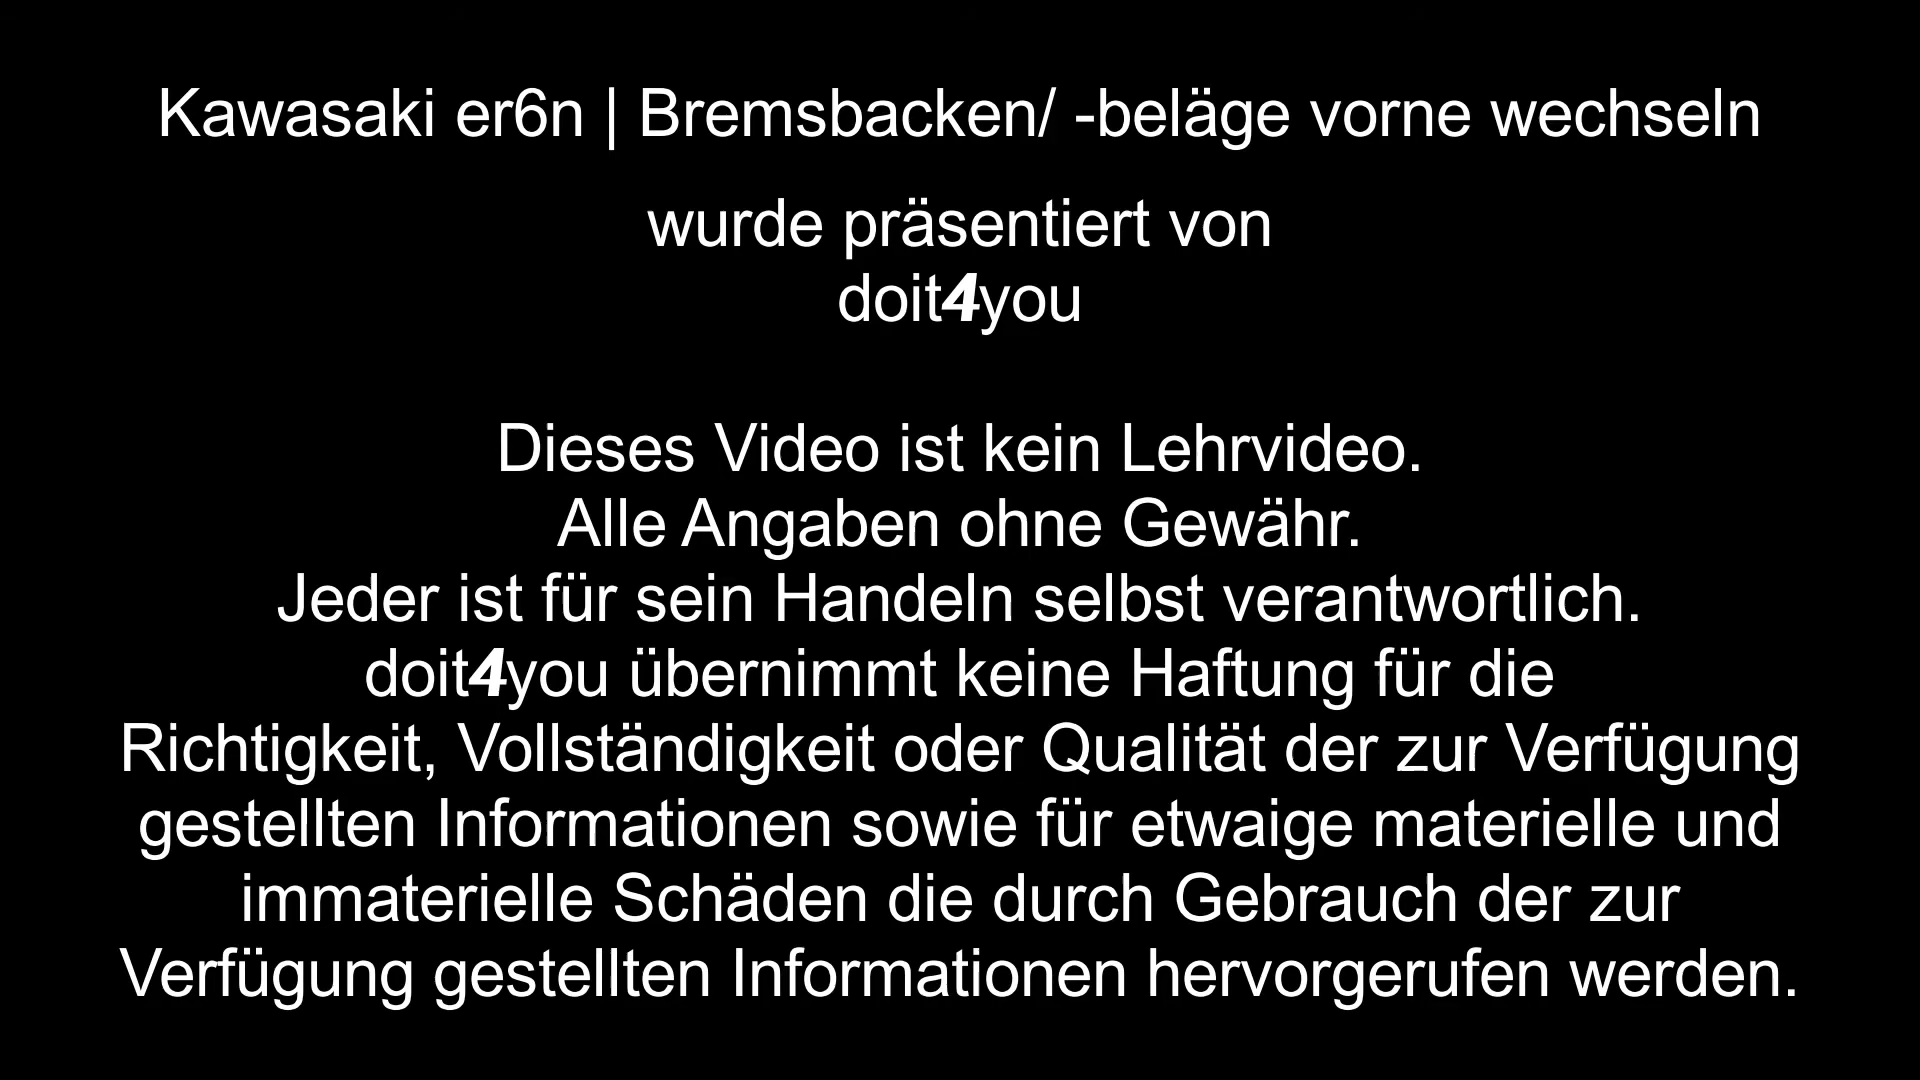 Kawasaki er6n | Bremsbacken/ -beläge vorne wechseln
wurde präsentiert von
doit4you
Dieses Video ist kein Lehrvideo.
Alle Angaben ohne Gewähr.
Jeder ist für sein Handeln selbst verantwortlich.
doit4you übernimmt keine Haftung für die
Richtigkeit, Vollständigkeit oder Qualität der zur Verfügung
gestellten Informationen sowie für etwaige materielle und
immaterielle Schäden die durch Gebrauch der zur
Verfügung gestellten Informationen hervorgerufen werden.